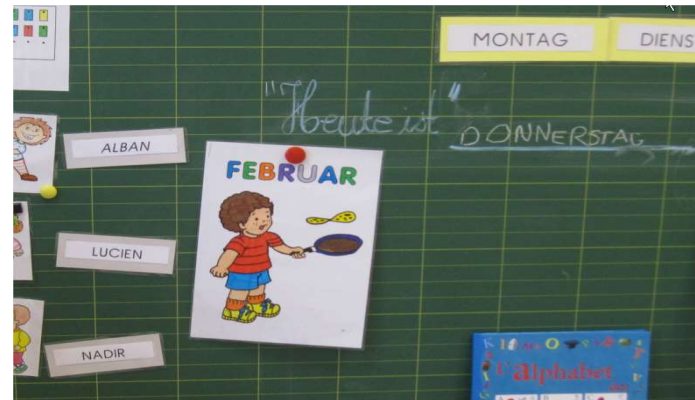 MONTAG
DIENS
"Heute ist"
DONNERSTAG
ALBAN
FEBRUAR
LUCIEN
NADIR
L'alphabet